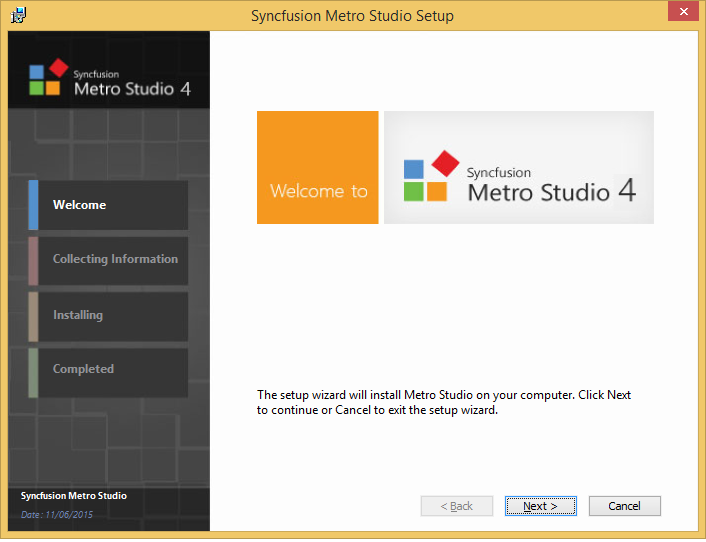 Syncfusion Metro Studio Setup
Syncfusion
Metro Studio 4
Welcome
Collecting Information
Installing
Completed
Syncfusion Metro Studio
Date: 11/06/2015
Welcome to
Syncfusion
Metro Studio 4
The setup wizard will install Metro Studio on your computer. Click Next
to continue or Cancel to exit the setup wizard.
< Back
Next >
Cancel